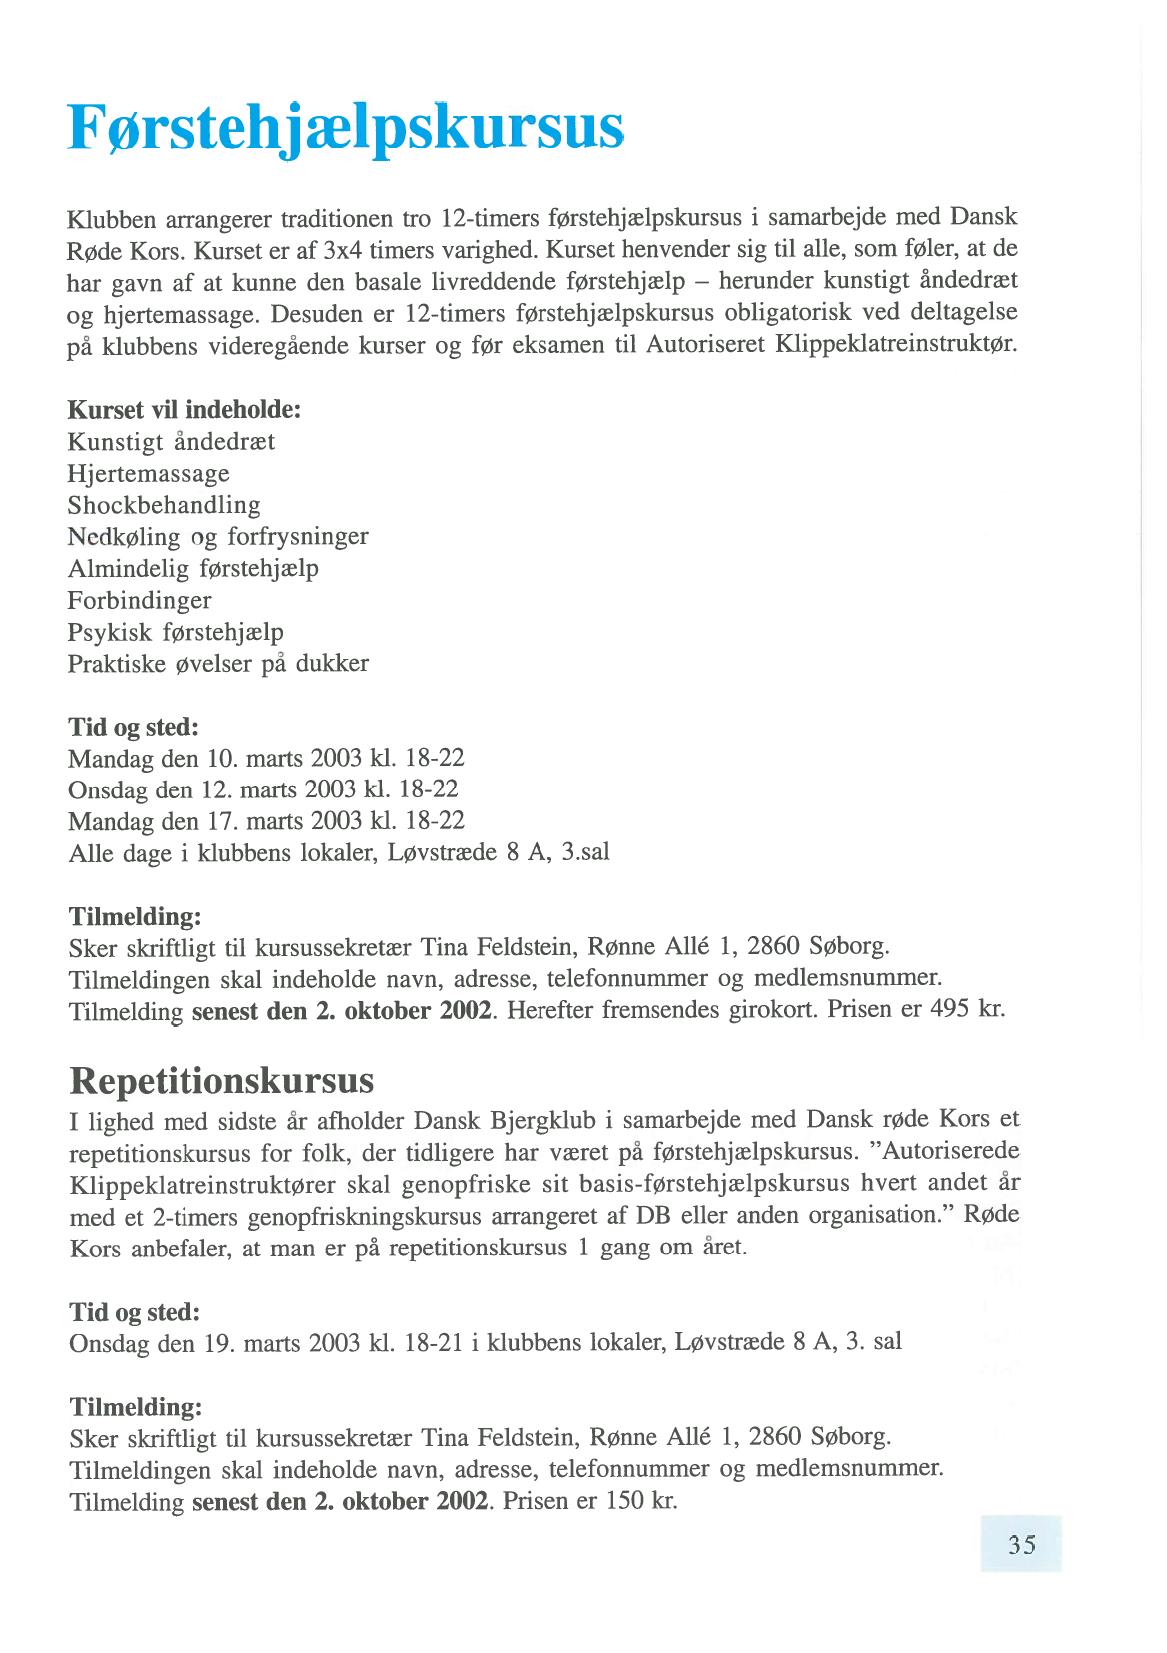 Førstehjælpskursus
Klubben arrangerer traditionen tro 12-timers førstehjælpskursus i samarbejde med Dansk
Røde Kors. Kurset er af 3x4 timers varighed. Kurset henvender sig til alle, som føler, at de
har gavn af at kunne den basale livreddende førstehjælp – herunder kunstigt åndedræt
og hjertemassage. Desuden er 12-timers førstehjælpskursus obligatorisk ved deltagelse
på klubbens videregående kurser og før eksamen til Autoriseret Klippeklatreinstruktør.
Kurset vil indeholde:
Kunstigt åndedræt
Hjertemassage
Shockbehandling
Nedkøling og forfrysninger
Almindelig førstehjælp
Forbindinger
Psykisk førstehjælp
Praktiske øvelser på dukker
Tid og sted:
Mandag den 10. marts 2003 kl. 18-22
Onsdag den 12. marts 2003 kl. 18-22
Mandag den 17. marts 2003 kl. 18-22
Alle dage i klubbens lokaler, Løvstræde 8 A, 3.sal
Tilmelding:
Sker skriftligt til kursussekretær Tina Feldstein, Rønne Allé 1, 2860 Søborg.
Tilmeldingen skal indeholde navn, adresse, telefonnummer og medlemsnummer.
Tilmelding senest den 2. oktober 2002. Herefter fremsendes girokort. Prisen er 495 kr.
Repetitionskursus
I lighed med sidste år afholder Dansk Bjergklub i samarbejde med Dansk røde Kors et
repetitionskursus for folk, der tidligere har været på førstehjælpskursus. ”Autoriserede
Klippeklatreinstruktører skal genopfriske sit basis-førstehjælpskursus hvert andet år
med et 2-timers genopfriskningskursus arrangeret af DB eller anden organisation.” Røde
Kors anbefaler, at man er på repetitionskursus 1 gang om året.
Tid og sted:
Onsdag den 19. marts 2003 kl. 18-21 i klubbens lokaler, Løvstræde 8 A, 3. sal
Tilmelding:
Sker skriftligt til kursussekretær Tina Feldstein, Rønne Allé 1, 2860 Søborg.
Tilmeldingen skal indeholde navn, adresse, telefonnummer og medlemsnummer.
Tilmelding senest den 2. oktober 2002. Prisen er 150 kr.
35